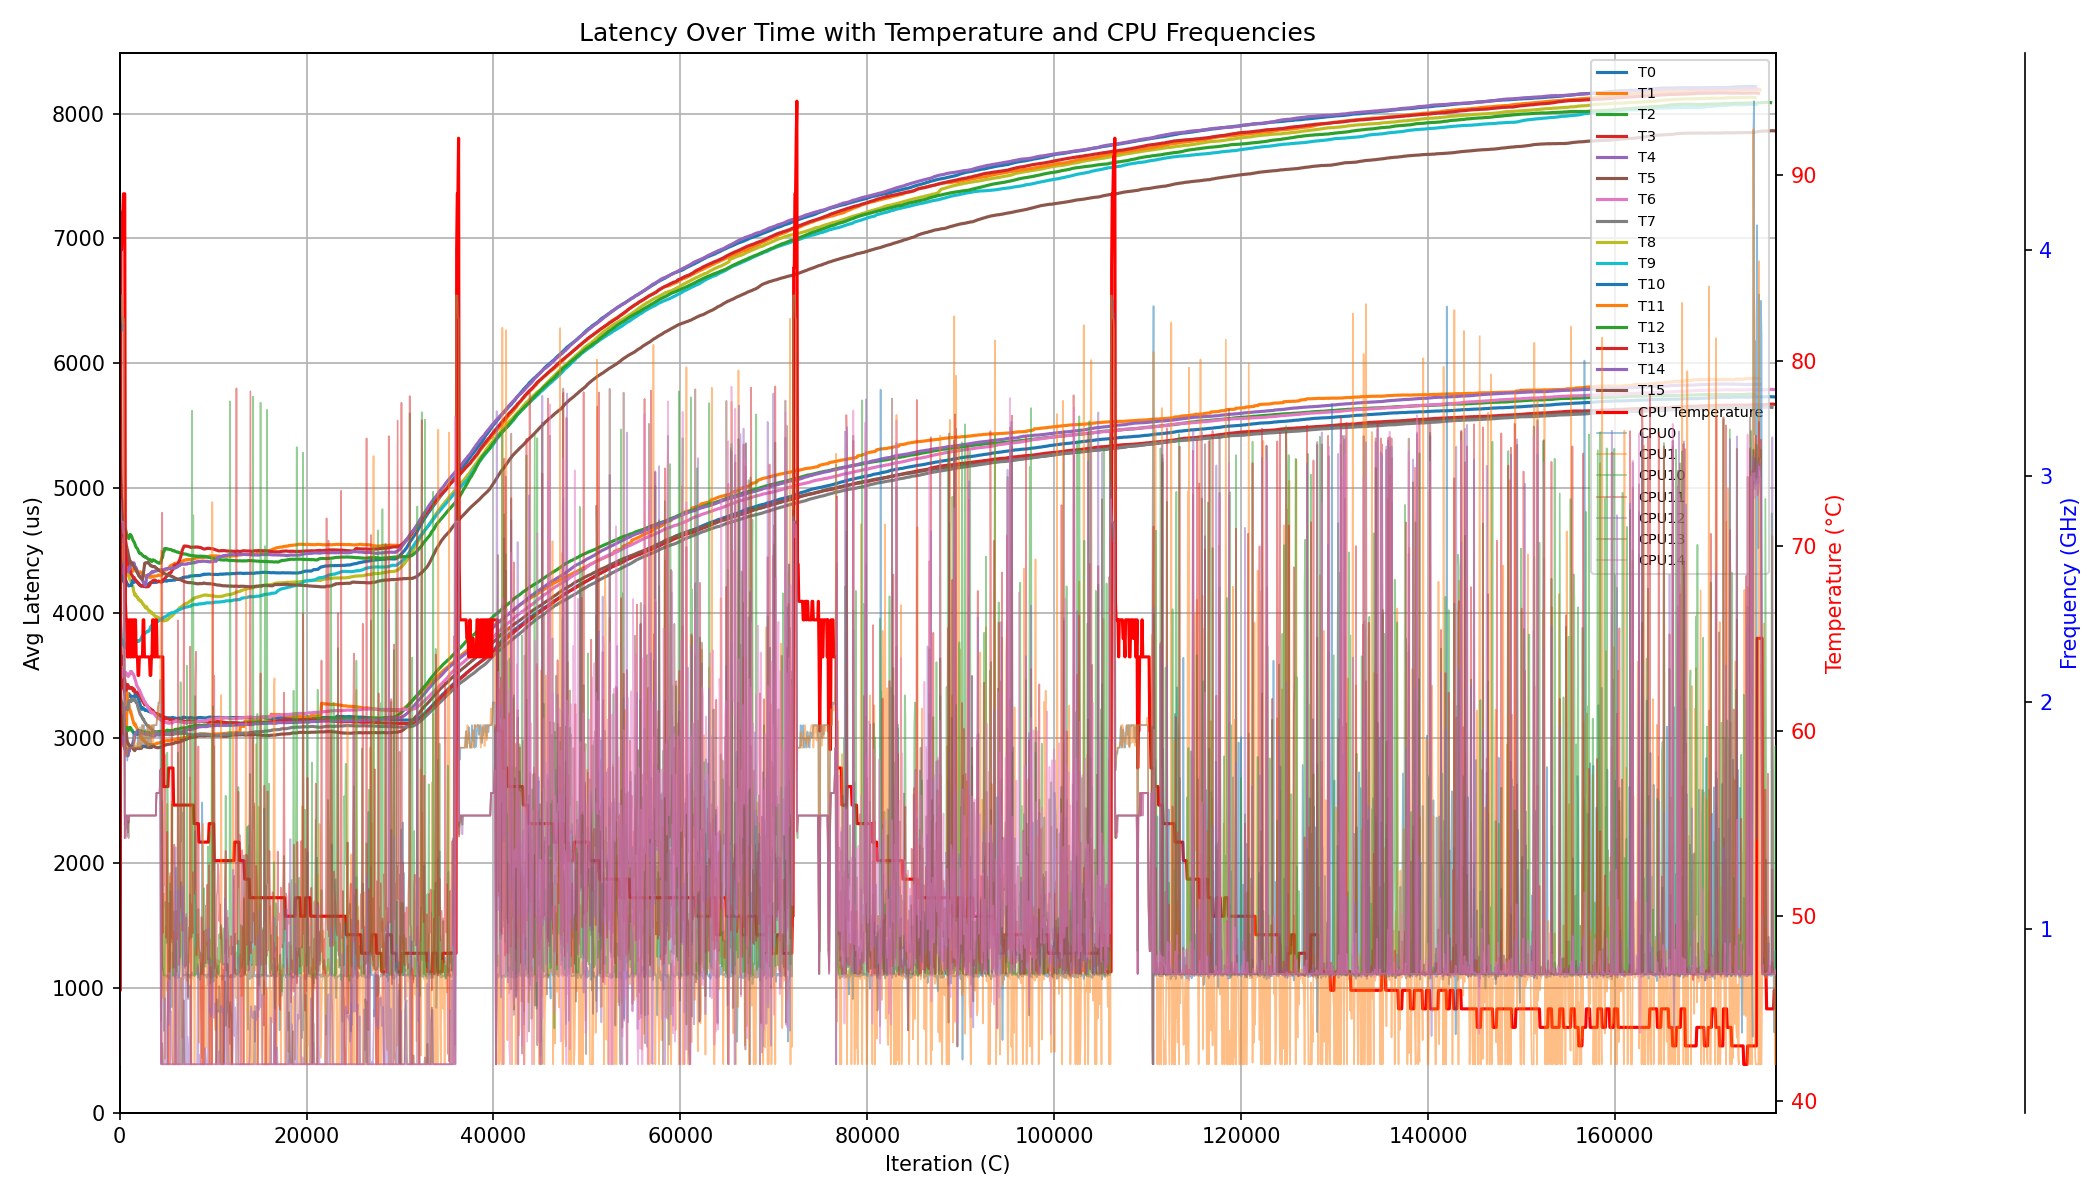 Latency Over Time with Temperature and CPU Frequencies
Avg Latency (us)
8000
7000
6000
5000
4000
3000
2000
1000
0
0
20000
40000
60000
80000
100000
120000
140000
160000
Iteration (C)
T0
T1
T2
T3
T4
T5
T6
T7
T8
T9
T10
T11
T12
T13
T14
T15
CPU Temperature
CPU0
CPU1
CPU10
CPU11
CPU12
CPU13
CPU14
90
80
70
60
50
40
Temperature (°C)
4
3
2
1
Frequency (GHz)